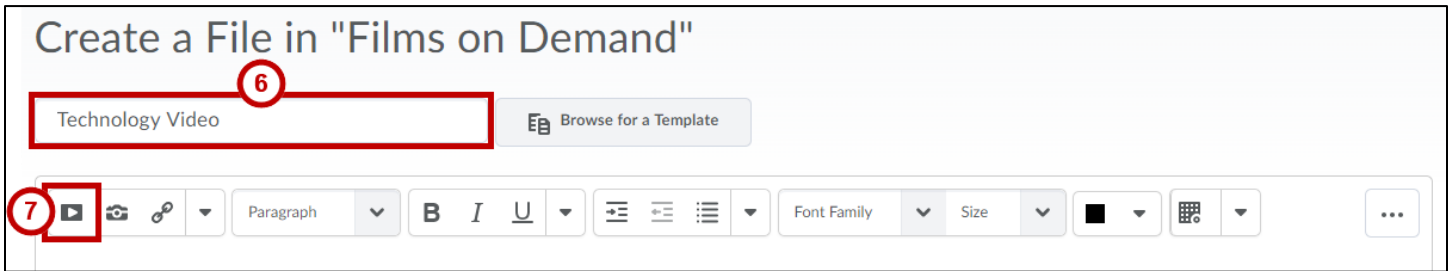 Create a File in "Films on Demand"
6
Technology Video Browse for a Template
7 Paragraph B I U Font Family Size ...